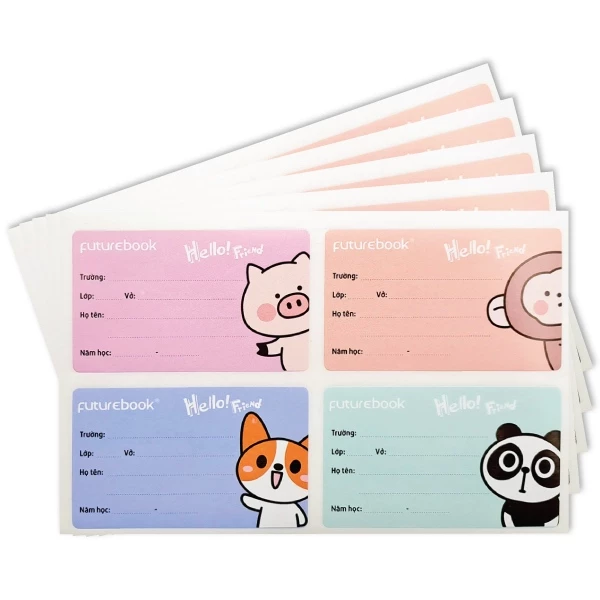 FUTUREBOOK® Hello! Friend
Trường:
Lớp: Vở:
Họ tên:
Năm học: -
FUTUREBOOK® Hello! Friend
Trường:
Lớp: Vở:
Họ tên:
Năm học: -
FUTUREBOOK® Hello! Friend
Trường:
Lớp: Vở:
Họ tên:
Năm học: -
FUTUREBOOK® Hello! Friend
Trường:
Lớp: Vở:
Họ tên:
Năm học: -